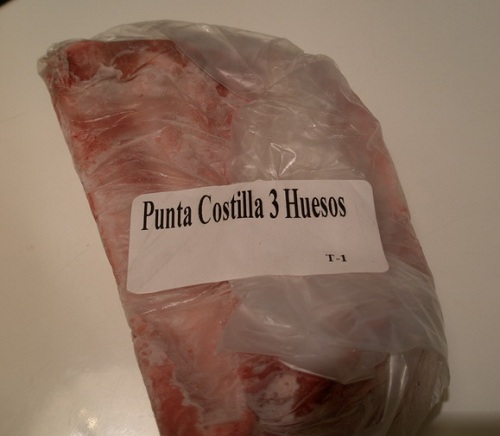 Punta Costilla 3 Huesos
T-1